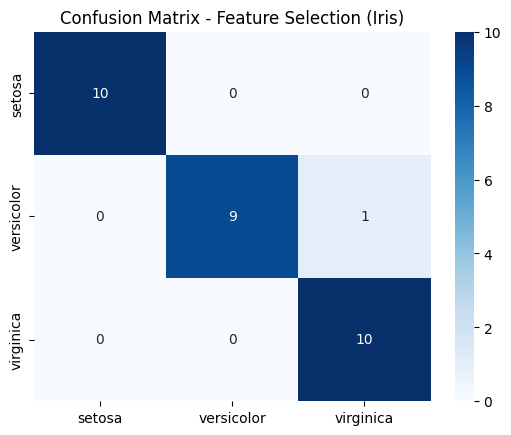 Confusion Matrix - Feature Selection (Iris)
setosa
10
0
0
versicolor
0
9
1
virginica
0
0
10
setosa
versicolor
virginica
10
8
6
4
2
0